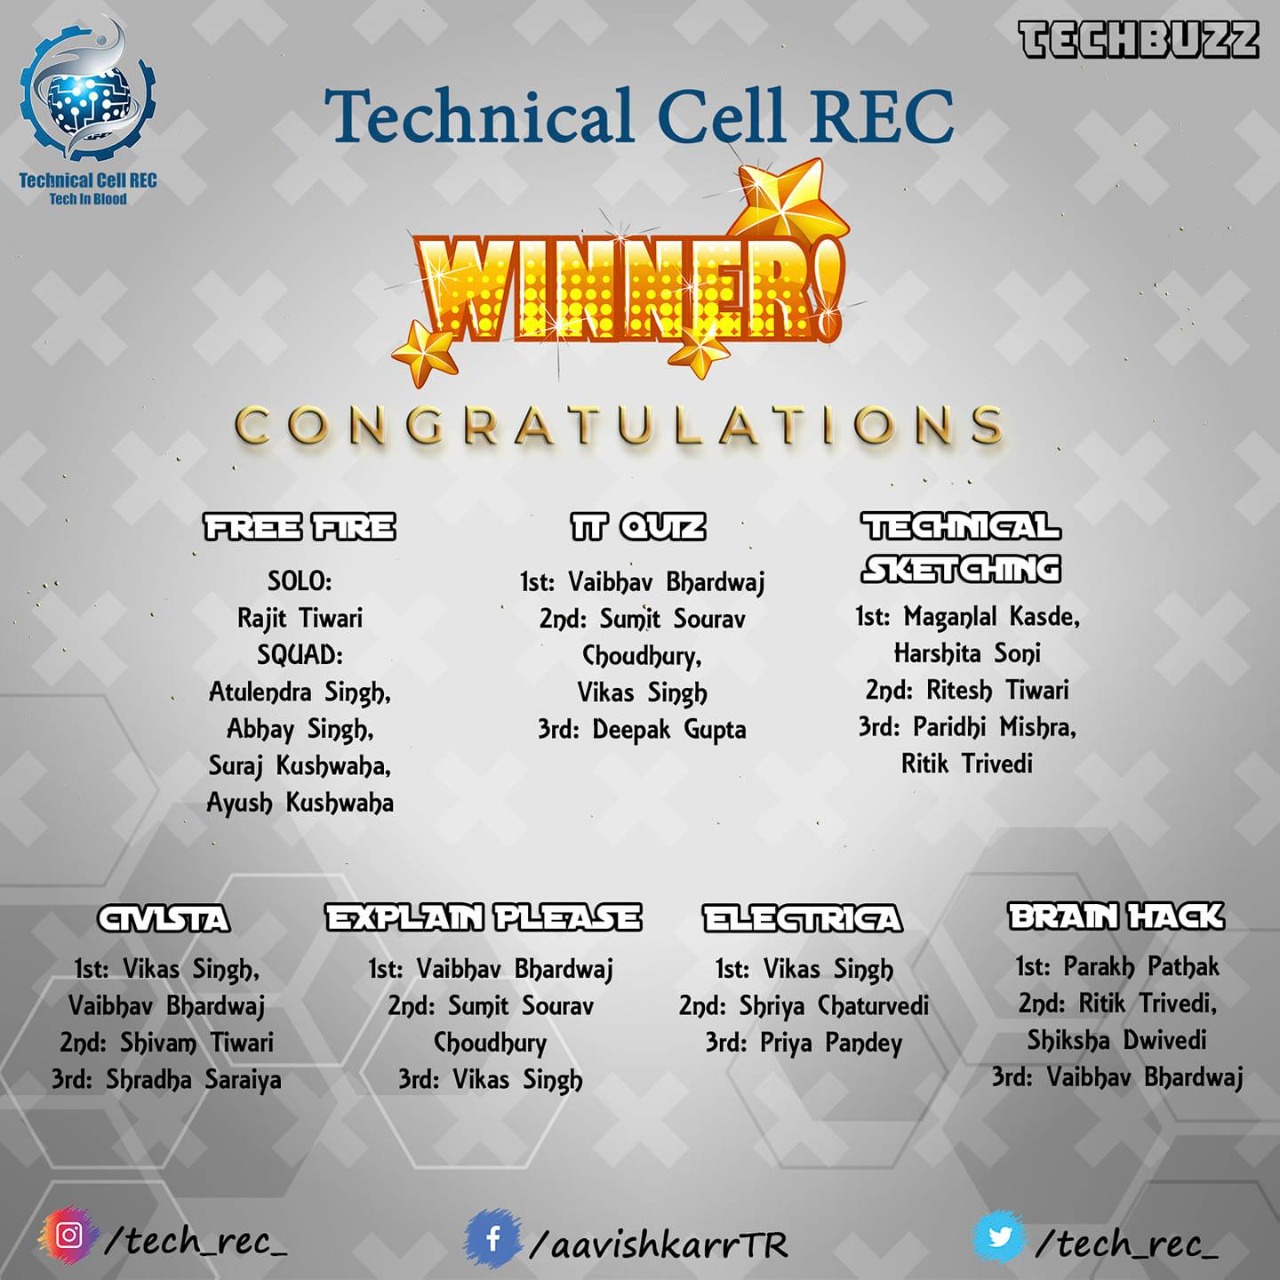 TECHBUZZ
Technical Cell REC
Technical Cell REC
Tech In Blood
WINNER!
CONGRATULATIONS
FREE FIRE
SOLO:
Rajit Tiwari
SQUAD:
Atulendra Singh,
Abhay Singh,
Suraj Kushwaha,
Ayush Kushwaha
IT QUIZ
1st: Vaibhav Bhardwaj
2nd: Sumit Sourav
Choudhury,
Vikas Singh
3rd: Deepak Gupta
TECHNICAL
SKETCHING
1st: Maganlal Kasde,
Harshita Soni
2nd: Ritesh Tiwari
3rd: Paridhi Mishra,
Ritik Trivedi
CIVISTA
1st: Vikas Singh,
Vaibhav Bhardwaj
2nd: Shivam Tiwari
3rd: Shradha Saraiya
EXPLAIN PLEASE
1st: Vaibhav Bhardwaj
2nd: Sumit Sourav
Choudhury
3rd: Vikas Singh
ELECTRICA
1st: Vikas Singh
2nd: Shriya Chaturvedi
3rd: Priya Pandey
BRAIN HACK
1st: Parakh Pathak
2nd: Ritik Trivedi,
Shiksha Dwivedi
3rd: Vaibhav Bhardwaj
/tech_rec_
/aavishkarrTR
/tech_rec_